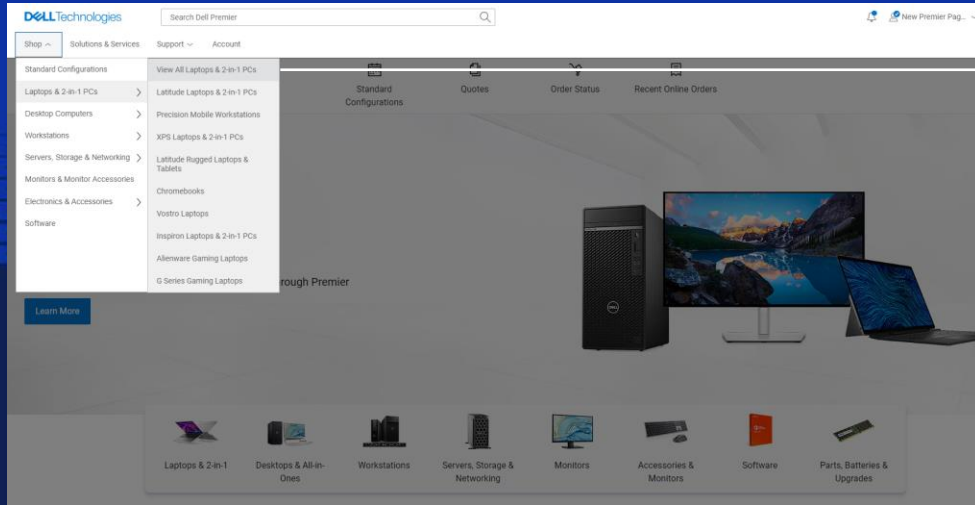 DELLTechnologies
Search Dell Premier
New Premier Pag...
Shop
Solutions & Services
Support
Account
Standard Configurations
Laptops & 2-in-1 PCs
Desktop Computers
Workstations
Servers, Storage & Networking
Monitors & Monitor Accessories
Electronics & Accessories
Software
View All Laptops & 2-in-1 PCs
Latitude Laptops & 2-in-1 PCs
Precision Mobile Workstations
XPS Laptops & 2-in-1 PCs
Latitude Rugged Laptops &
Tablets
Chromebooks
Vostro Laptops
Inspiron Laptops & 2-in-1 PCs
Alienware Gaming Laptops
G Series Gaming Laptops
Standard
Configurations
Quotes
Order Status
Recent Online Orders
rough Premier
Learn More
Laptops & 2-in-1
Desktops & All-in-
Ones
Workstations
Servers, Storage &
Networking
Monitors
Accessories &
Monitors
Software
Parts, Batteries &
Upgrades